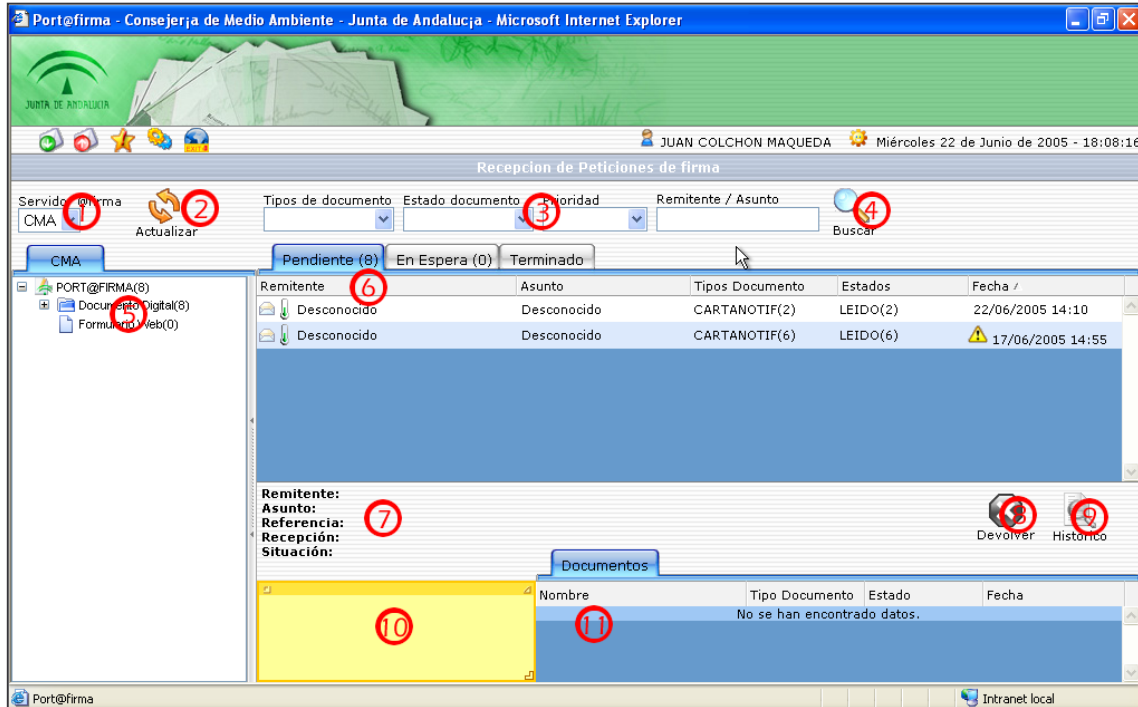 Port@firma - Consejer¡a de Medio Ambiente - Junta de Andaluc¡a - Microsoft Internet Explorer
JUNTA DE ANDALUCIA
EXIT
JUAN COLCHON MAQUEDA Miércoles 22 de Junio de 2005 - 18:08:16
Recepcion de Peticiones de firma
Servidor @firma Tipos de documento Estado documento Prioridad Remitente / Asunto
CMA 1 2 3 4
Actualizar Buscar
CMA Pendiente (8) En Espera (0) Terminado
PORT@FIRMA(8) 6 Remitente Asunto Tipos Documento Estados Fecha /
Documento Digital(8) 5 Desconocido Desconocido CARTANOTIF(2) LEIDO(2) 22/06/2005 14:10
Formulario Web(0)
Desconocido Desconocido CARTANOTIF(6) LEIDO(6) 17/06/2005 14:55
Remitente:
Asunto:
Referencia: 7 8 9
Recepción: Devolver Histórico
Situación:
Documentos
Nombre Tipo Documento Estado Fecha
No se han encontrado datos.
10 11
Port@firma Intranet local